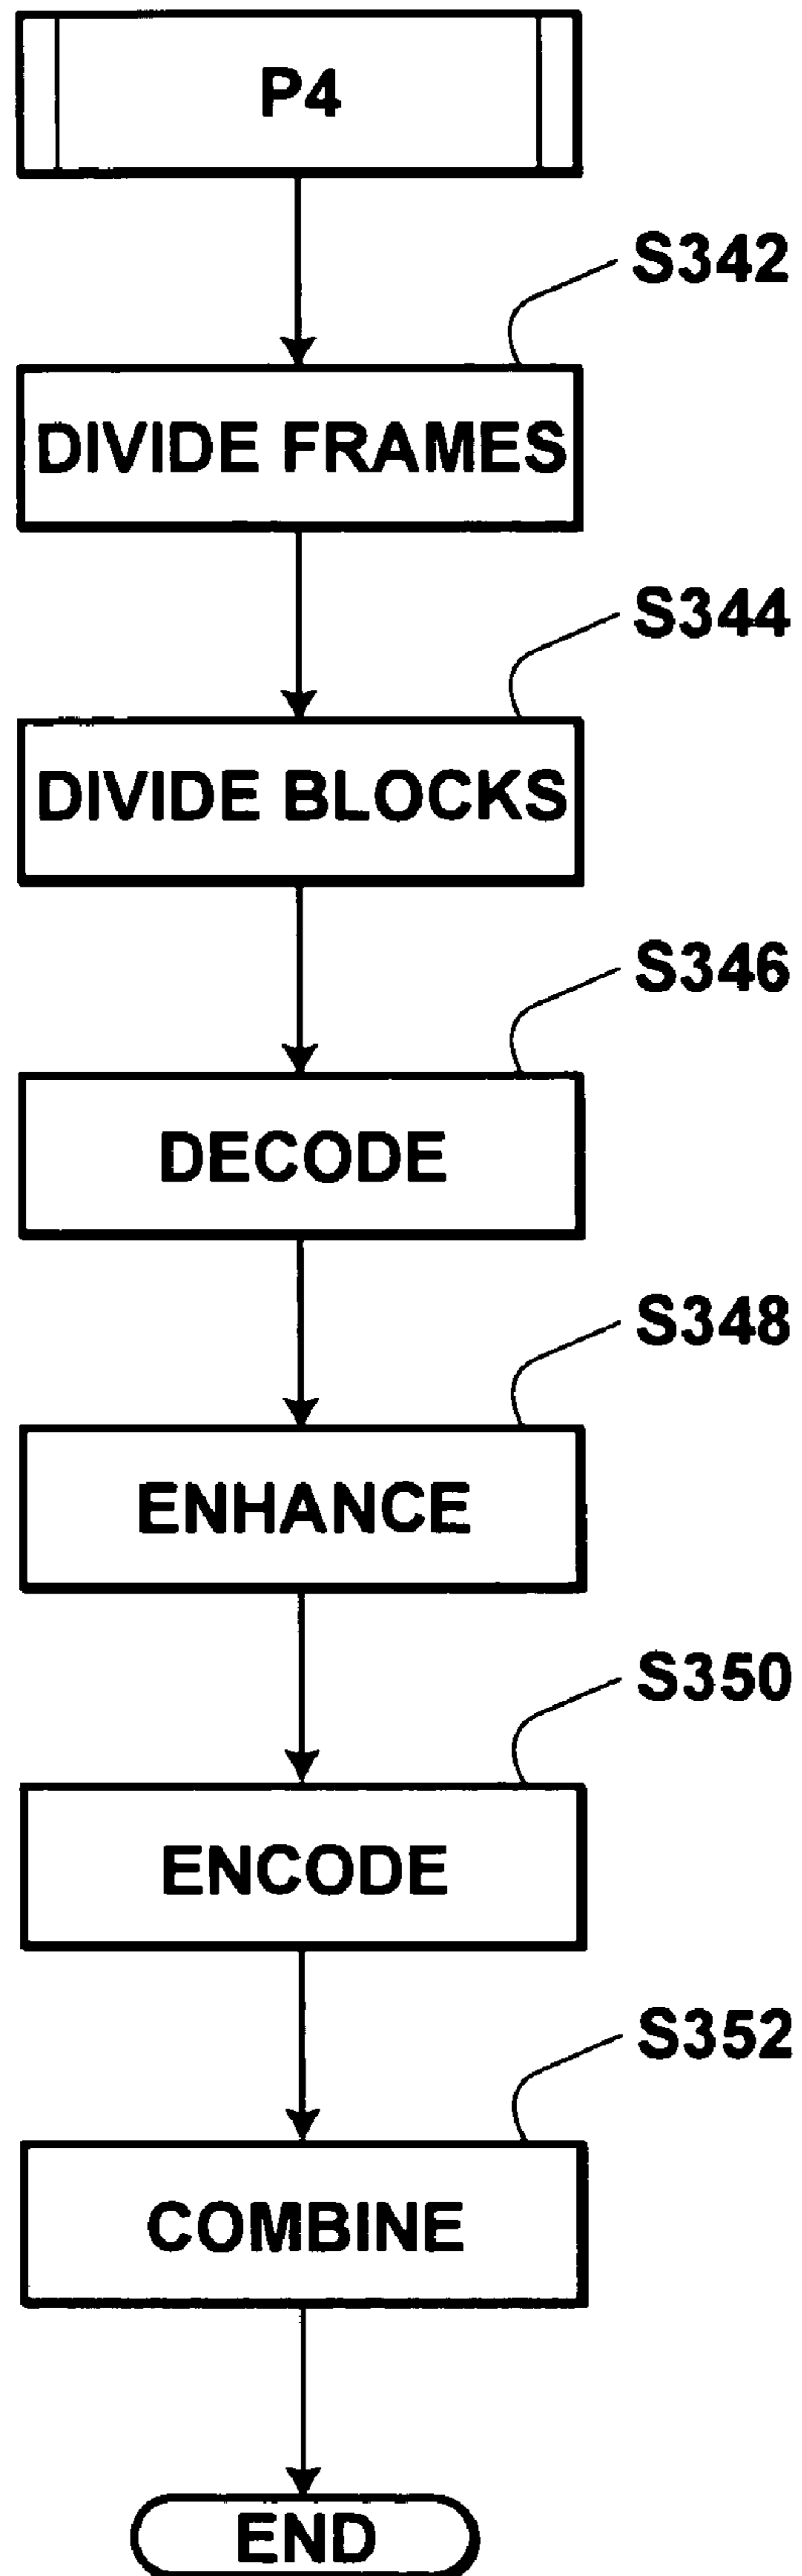 P4
S342
DIVIDE FRAMES
S344
DIVIDE BLOCKS
S346
DECODE
S348
ENHANCE
S350
ENCODE
S352
COMBINE
END